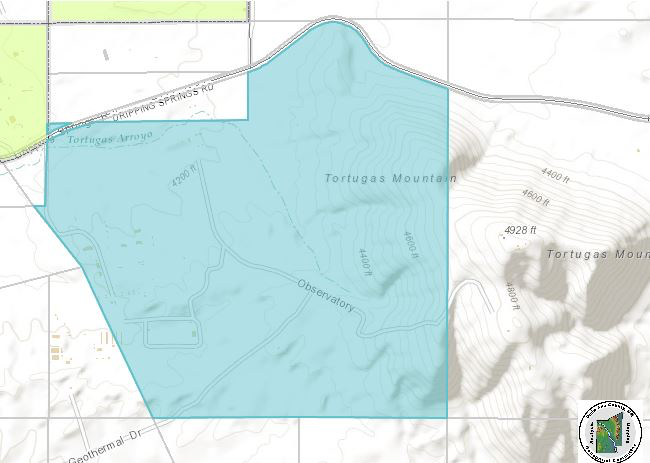 DRIPPING SPRINGS RD
Tortugas Arroyo
4200 ft
Tortugas Mountain
4400 ft
4600 ft
4928 ft
4600 ft
4400 ft
Tortugas Moun
4800 ft
Observatory
Geothermal Dr